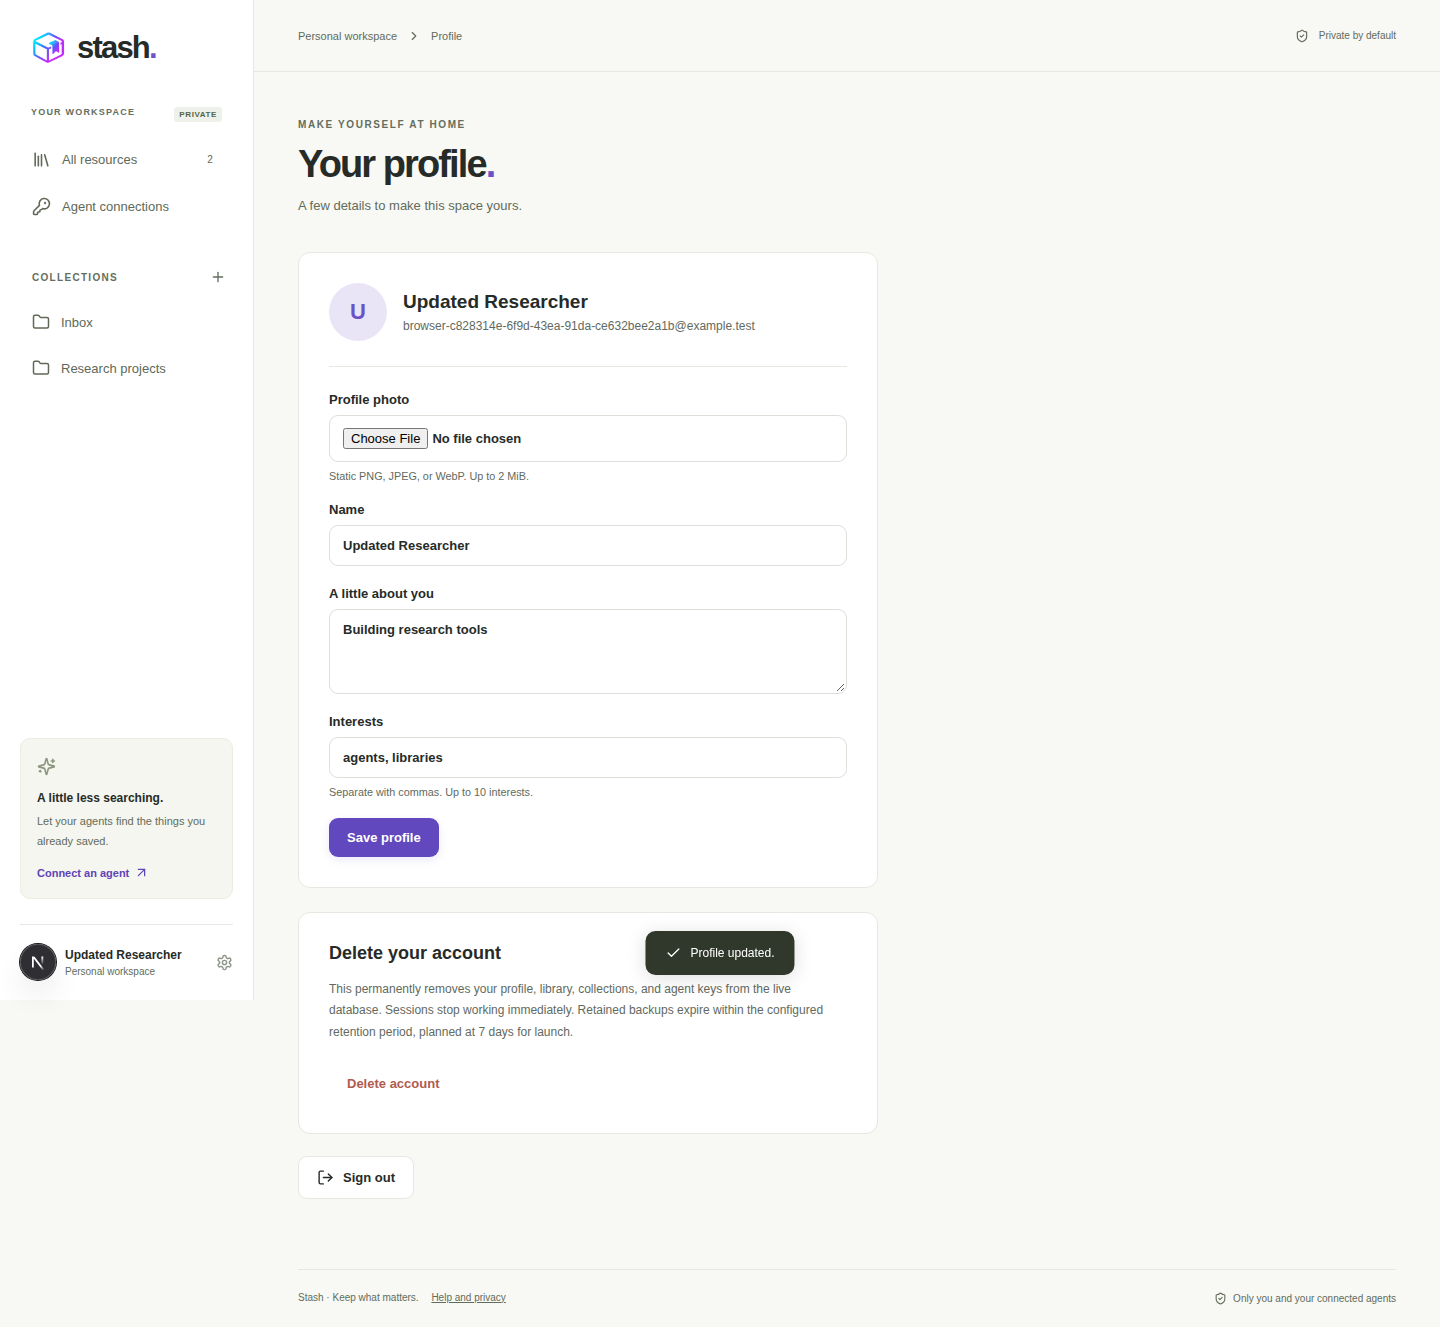 stash.
YOUR WORKSPACE
PRIVATE
All resources
2
Agent connections
COLLECTIONS
Inbox
Research projects
A little less searching.
Let your agents find the things you
already saved.
Connect an agent
N
Updated Researcher
Personal workspace
Personal workspace
Profile
Private by default
MAKE YOURSELF AT HOME
Your profile.
A few details to make this space yours.
U
Updated Researcher
browser-c828314e-6f9d-43ea-91da-ce632bee2a1b@example.test
Profile photo
Choose File No file chosen
Static PNG, JPEG, or WebP. Up to 2 MiB.
Name
Updated Researcher
A little about you
Building research tools
Interests
agents, libraries
Separate with commas. Up to 10 interests.
Save profile
Delete your account
Profile updated.
This permanently removes your profile, library, collections, and agent keys from the live
database. Sessions stop working immediately. Retained backups expire within the configured
retention period, planned at 7 days for launch.
Delete account
Sign out
Stash · Keep what matters.
Help and privacy
Only you and your connected agents